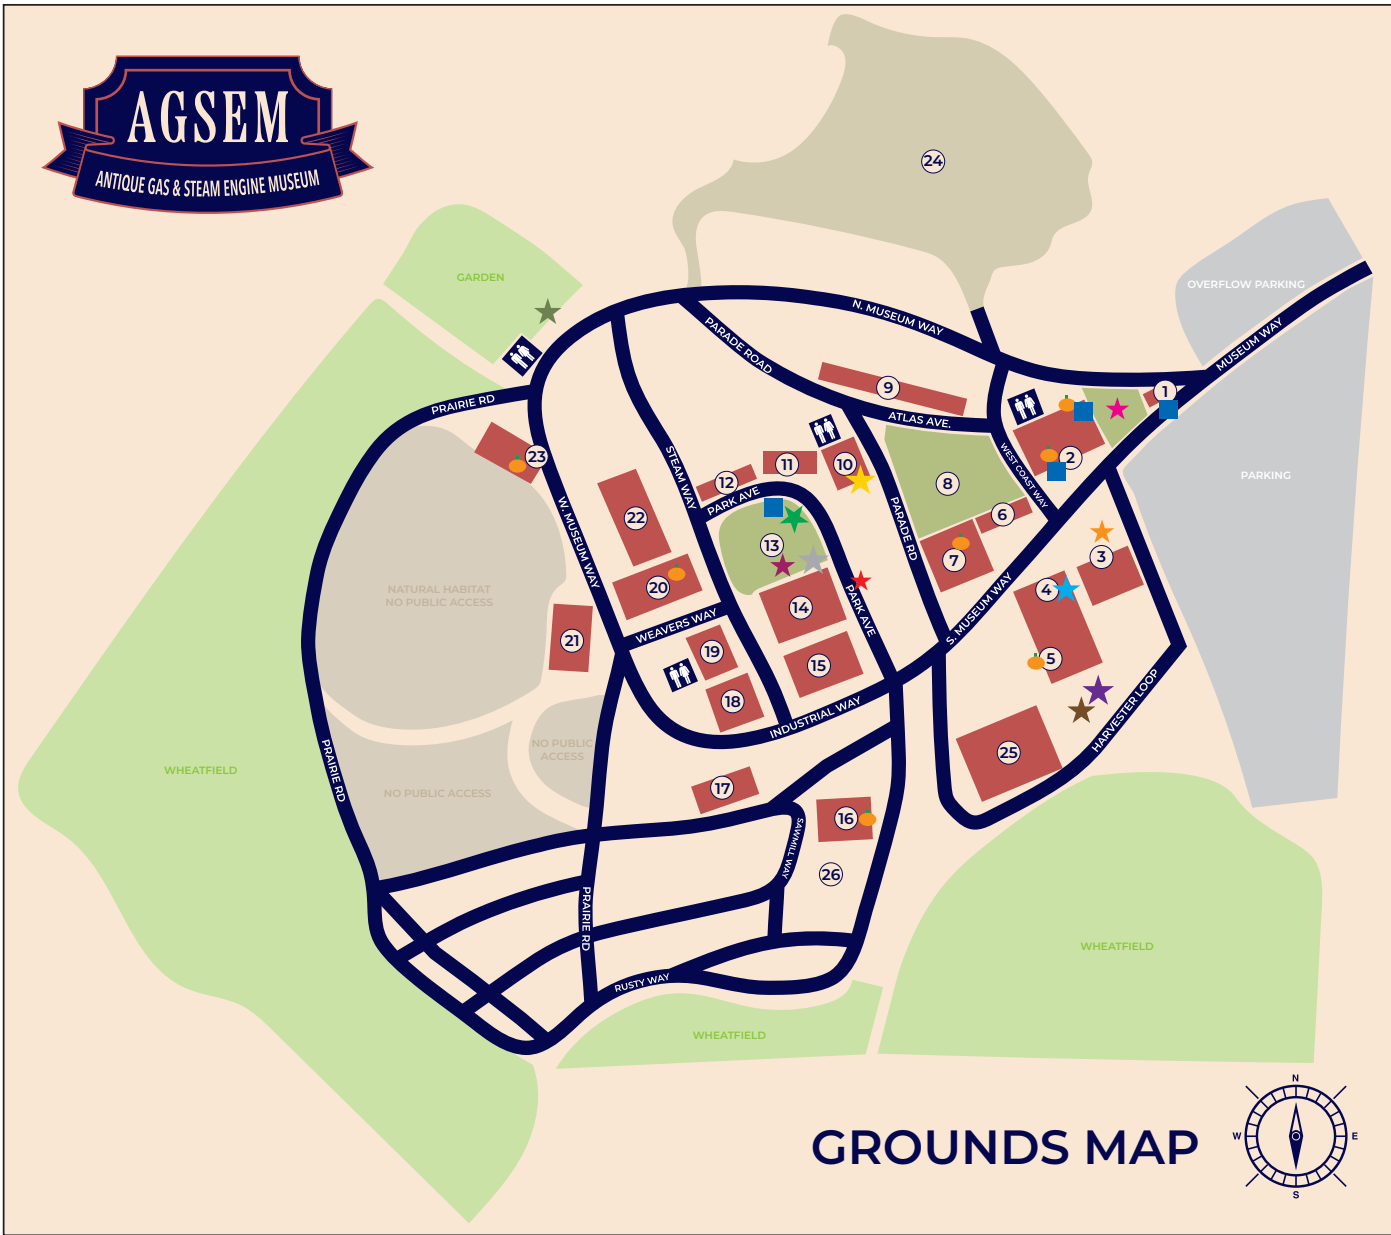 AGSEM
ANTIQUE GAS & STEAM ENGINE MUSEUM
24
GARDEN
OVERFLOW PARKING
N. MUSEUM WAY
PARADE ROAD
MUSEUM WAY
9
1
PRAIRIE RD
ATLAS AVE.
23
STEAM WAY
12
11
10
PARK AVE
8
WEST COAST WAY
2
PARKING
W. MUSEUM WAY
22
13
PARADE RD
6
7
3
NATURAL HABITAT
NO PUBLIC ACCESS
20
14
PARK AVE
4
S. MUSEUM WAY
21
WEAVERS WAY
19
15
5
18
INDUSTRIAL WAY
HARVESTER LOOP
NO PUBLIC
ACCESS
25
WHEATFIELD
PRAIRIE RD
NO PUBLIC ACCESS
17
16
SAWMILL WAY
26
PRAIRIE RD
WHEATFIELD
RUSTY WAY
WHEATFIELD
GROUNDS MAP
N
W
E
S